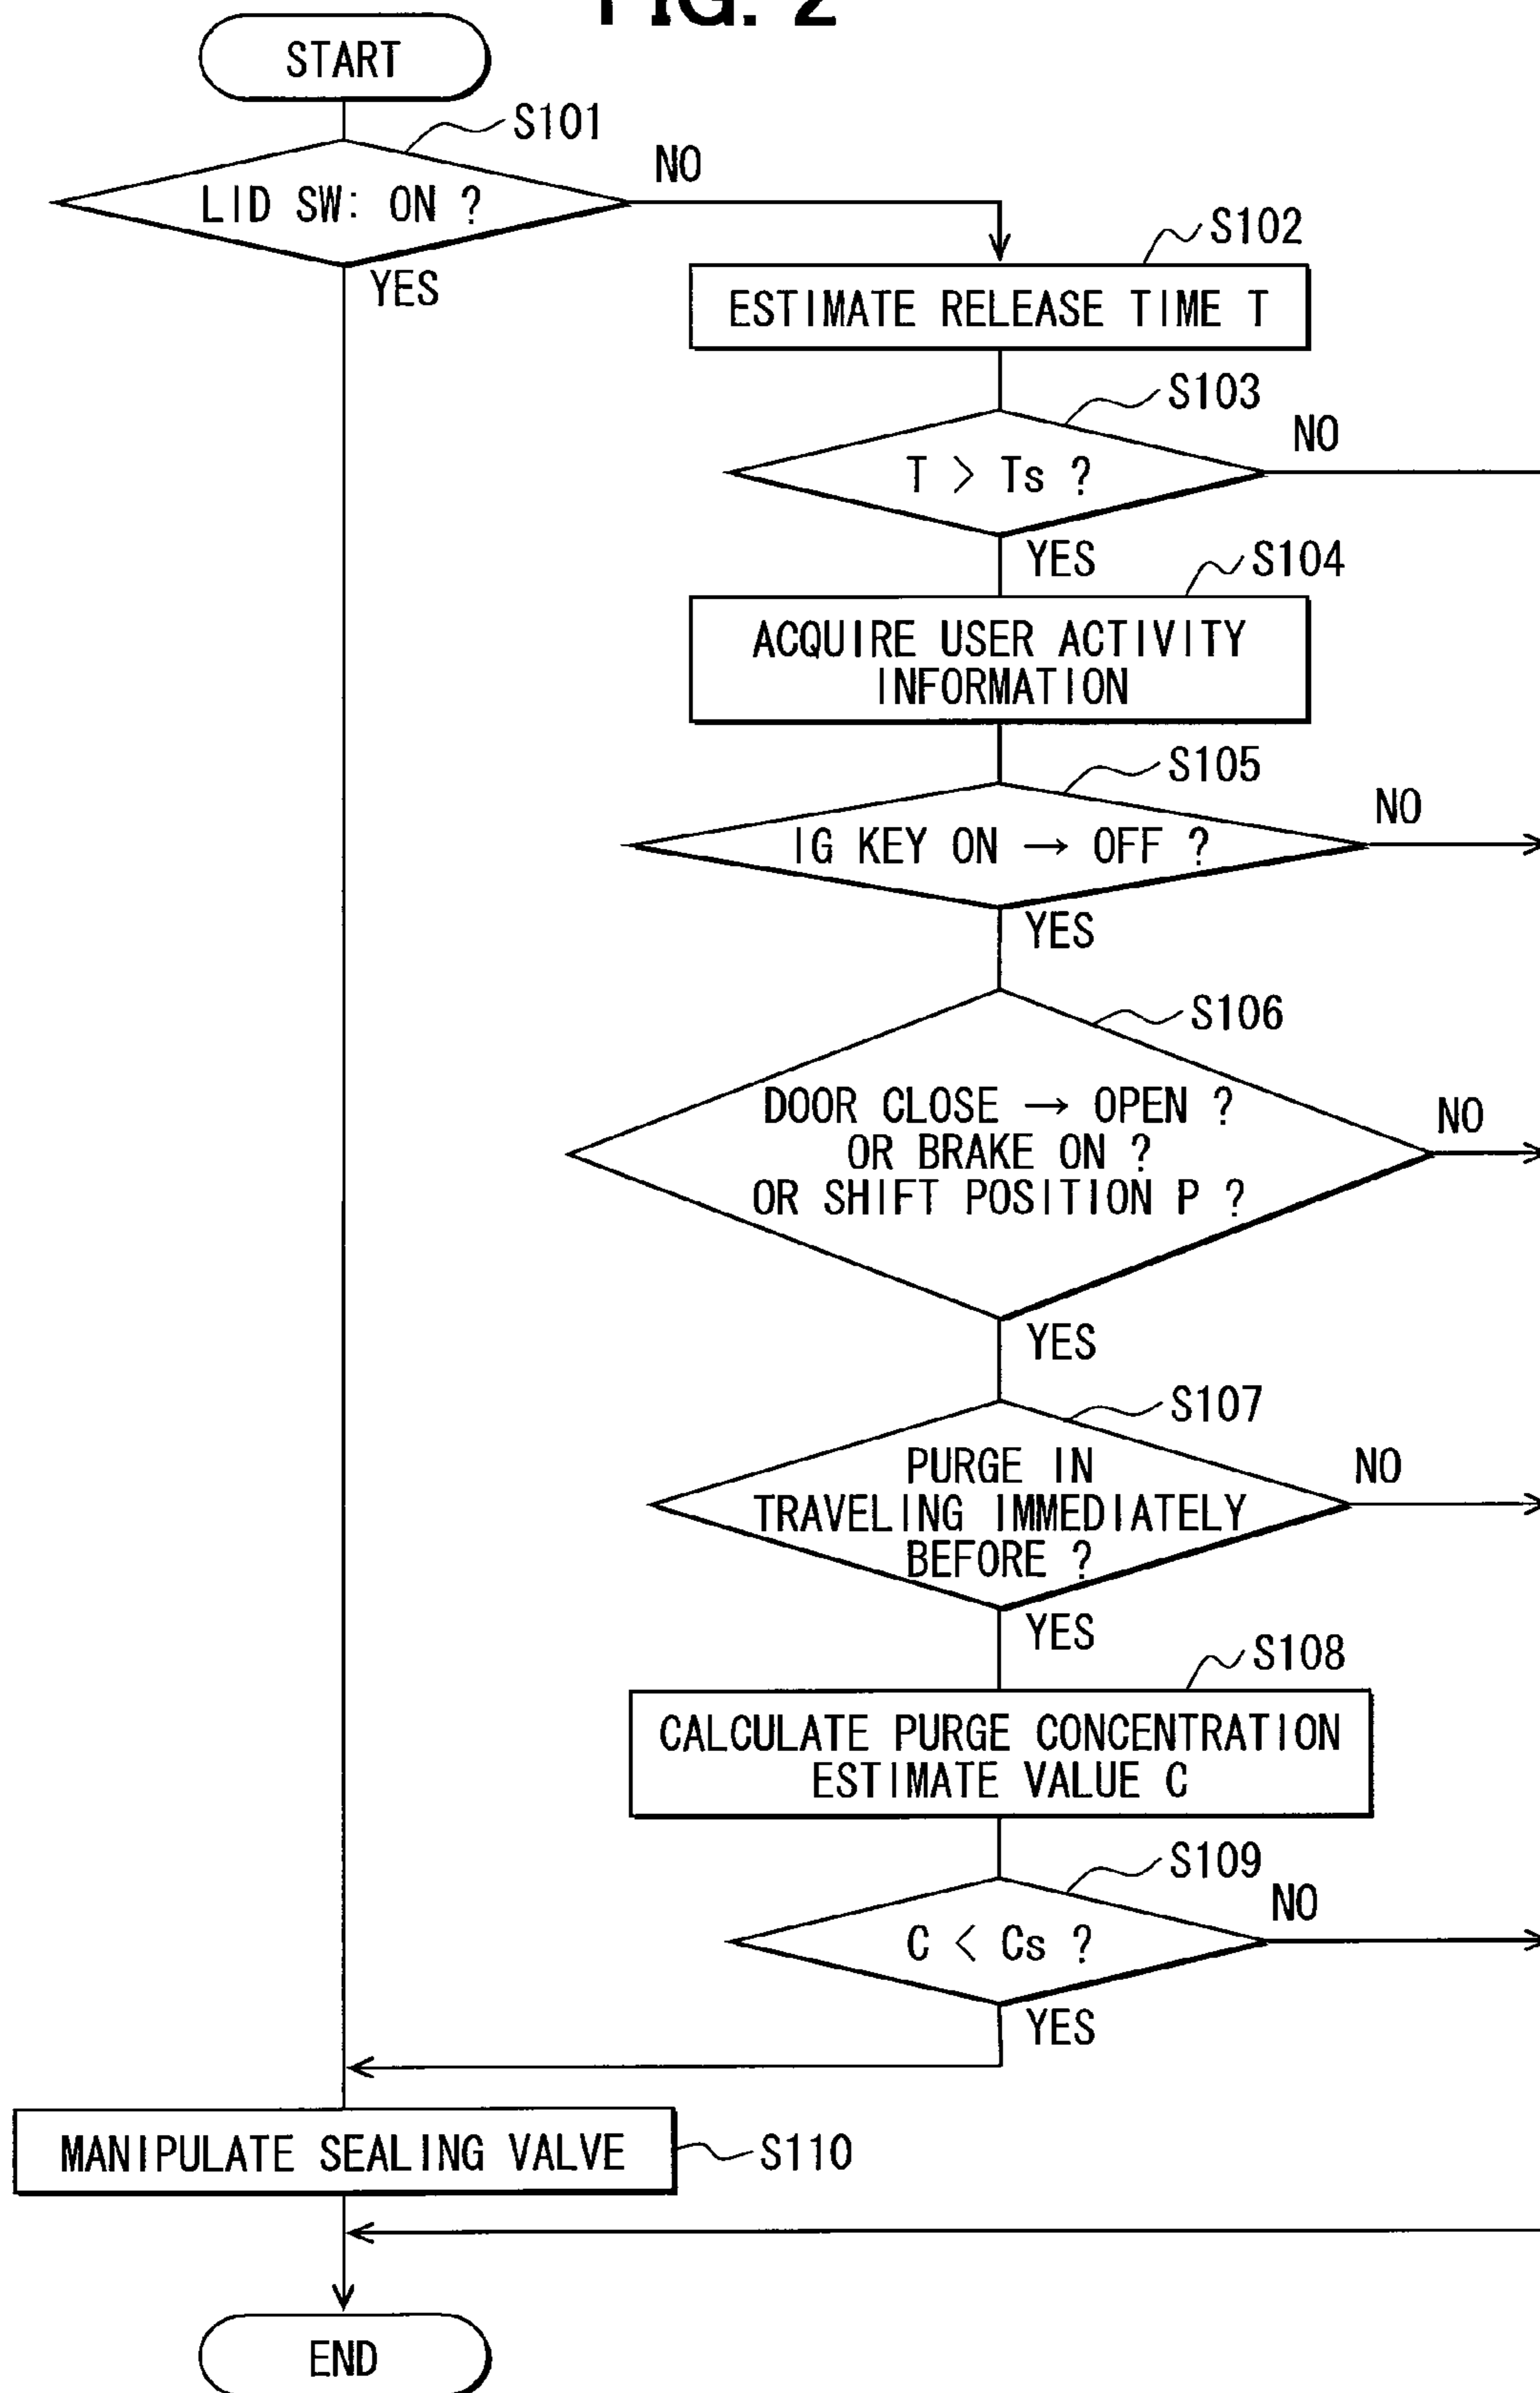 FIG. 2
START
S101
LID SW: ON ?
NO
YES
S102
ESTIMATE RELEASE TIME T
S103
T > Ts ?
NO
YES
S104
ACQUIRE USER ACTIVITY
INFORMATION
S105
IG KEY ON → OFF ?
NO
YES
S106
DOOR CLOSE → OPEN ?
OR BRAKE ON ?
OR SHIFT POSITION P ?
NO
YES
S107
PURGE IN
TRAVELING IMMEDIATELY
BEFORE ?
NO
YES
S108
CALCULATE PURGE CONCENTRATION
ESTIMATE VALUE C
S109
C < Cs ?
NO
YES
MANIPULATE SEALING VALVE
S110
END